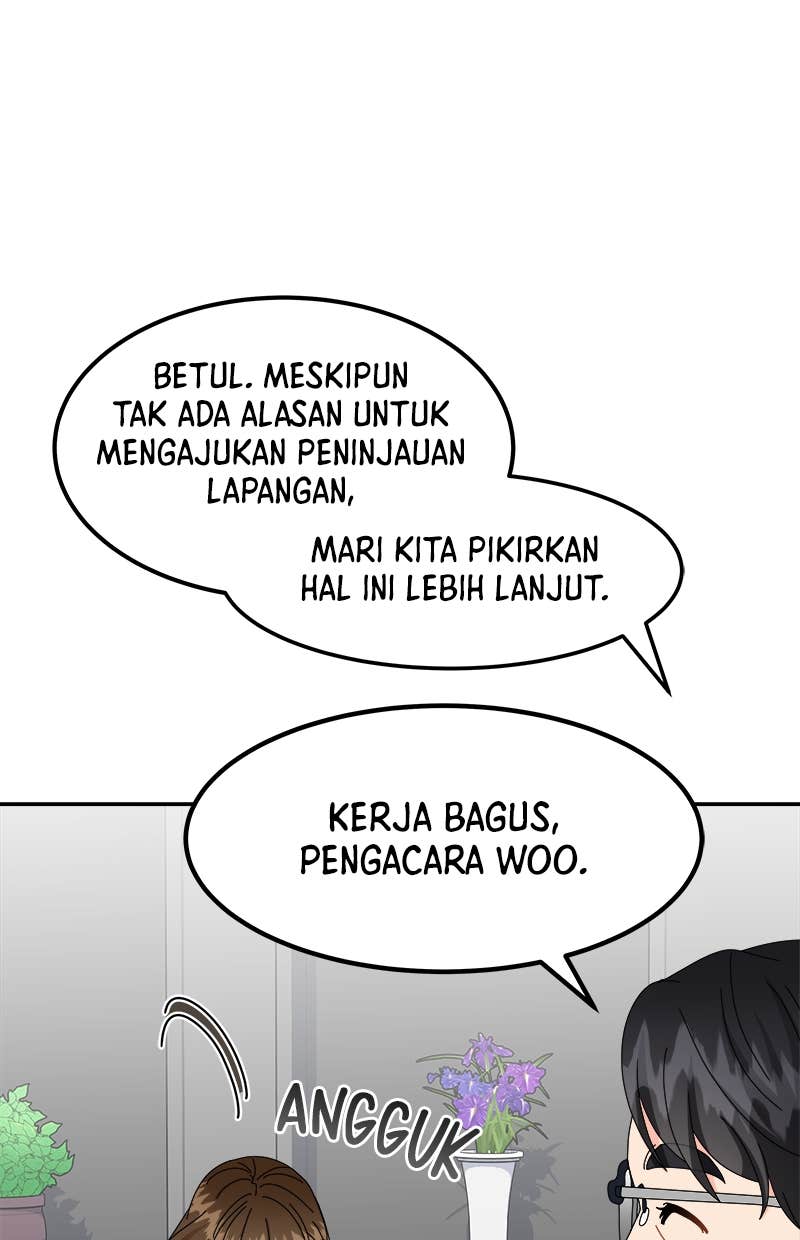 BETUL. MESKIPUN
TAK ADA ALASAN UNTUK
MENGAJUKAN PENINJAUAN
LAPANGAN,
MARI KITA PIKIRKAN
HAL INI LEBIH LANJUT.
KERJA BAGUS,
PENGACARA WOO.
ANGGUK